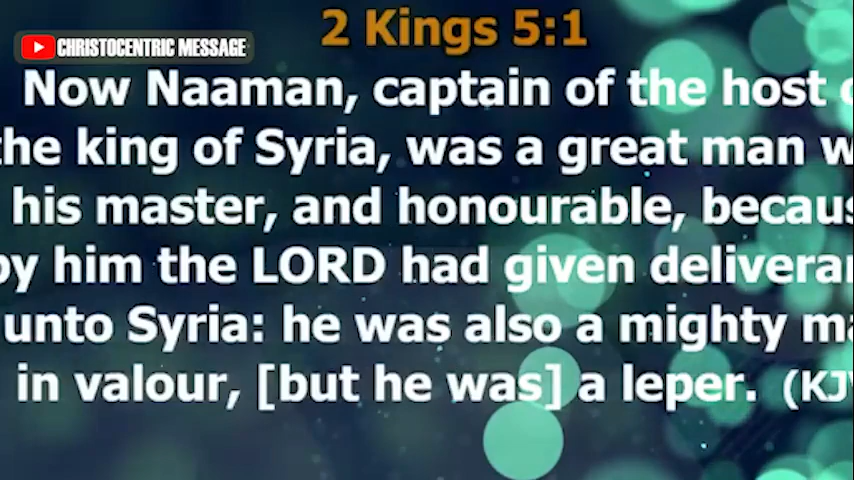 2 Kings 5:1
CHRISTOCENTRIC MESSAGE
Now Naaman, captain of the host
the king of Syria, was a great man
his master, and honourable,
by him the LORD had given
unto Syria: he was also a mighty
in valour, [but he was] a leper. (KJV